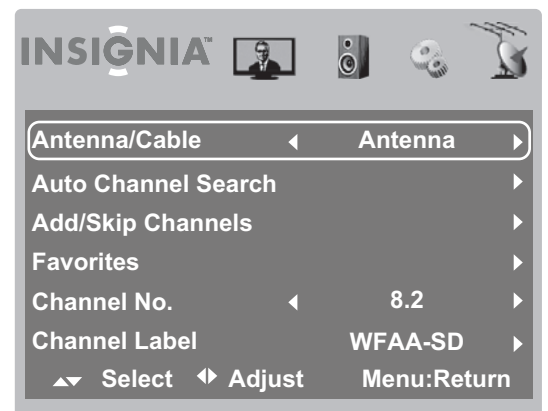 INSIGNIA™
Antenna/Cable Antenna
Auto Channel Search
Add/Skip Channels
Favorites
Channel No. 8.2
Channel Label WFAA-SD
Select Adjust Menu:Return